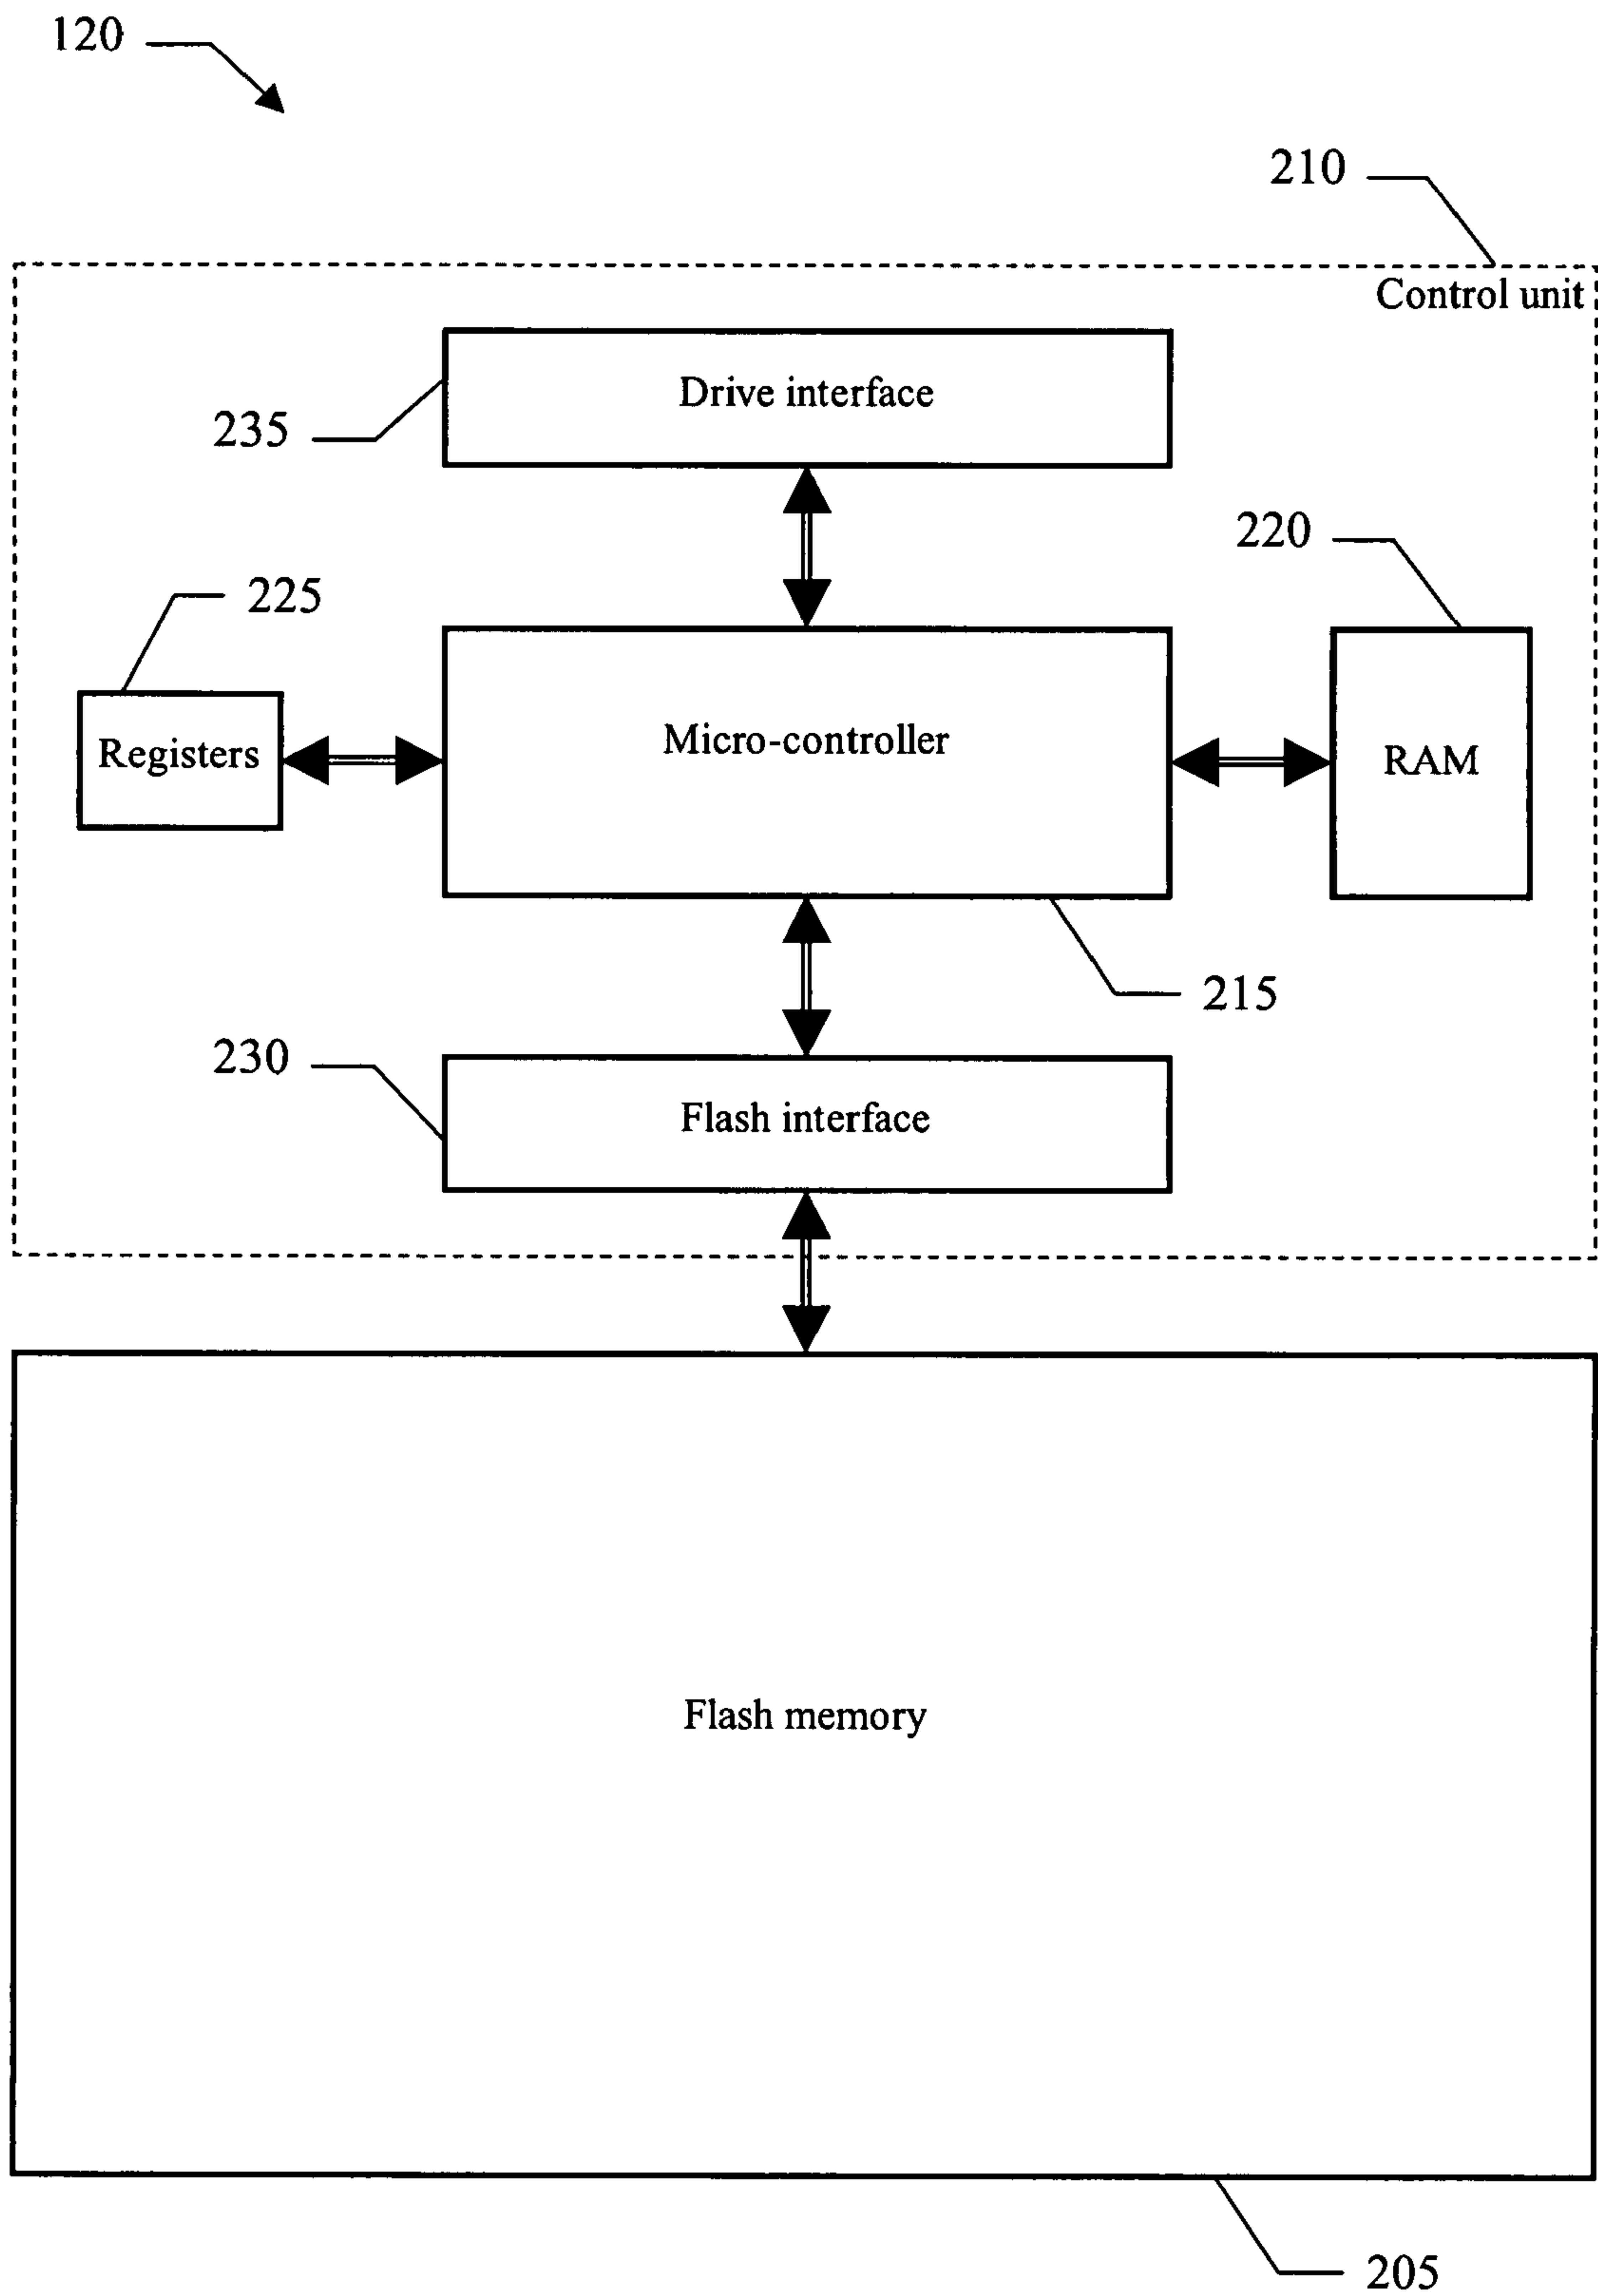 120
210
Control unit
Drive interface
235
220
225
Micro-controller
Registers
RAM
215
230
Flash interface
Flash memory
205